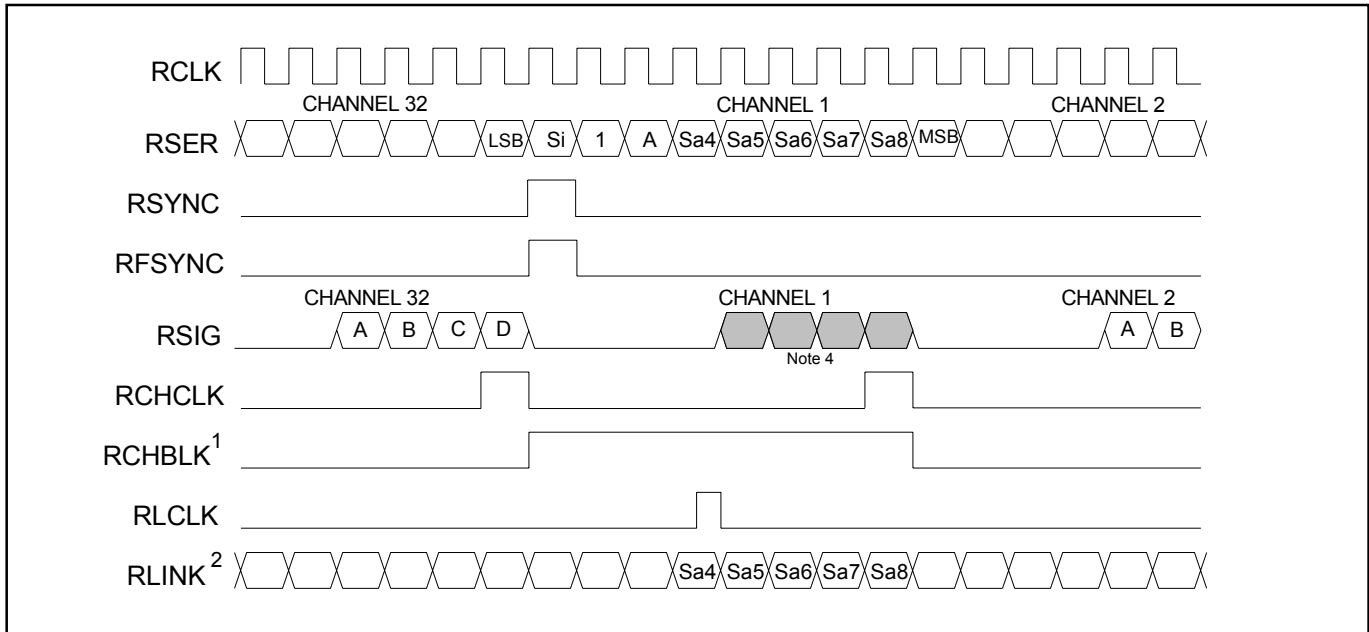 RCLK
CHANNEL 32 CHANNEL 1 CHANNEL 2
RSER LSB Si 1 A Sa4 Sa5 Sa6 Sa7 Sa8 MSB
RSYNC
RFSYNC
CHANNEL 32 CHANNEL 1 CHANNEL 2
RSIG A B C D A B
Note 4
RCHCLK
RCHBLK1
RLCLK
RLINK2 Sa4 Sa5 Sa6 Sa7 Sa8